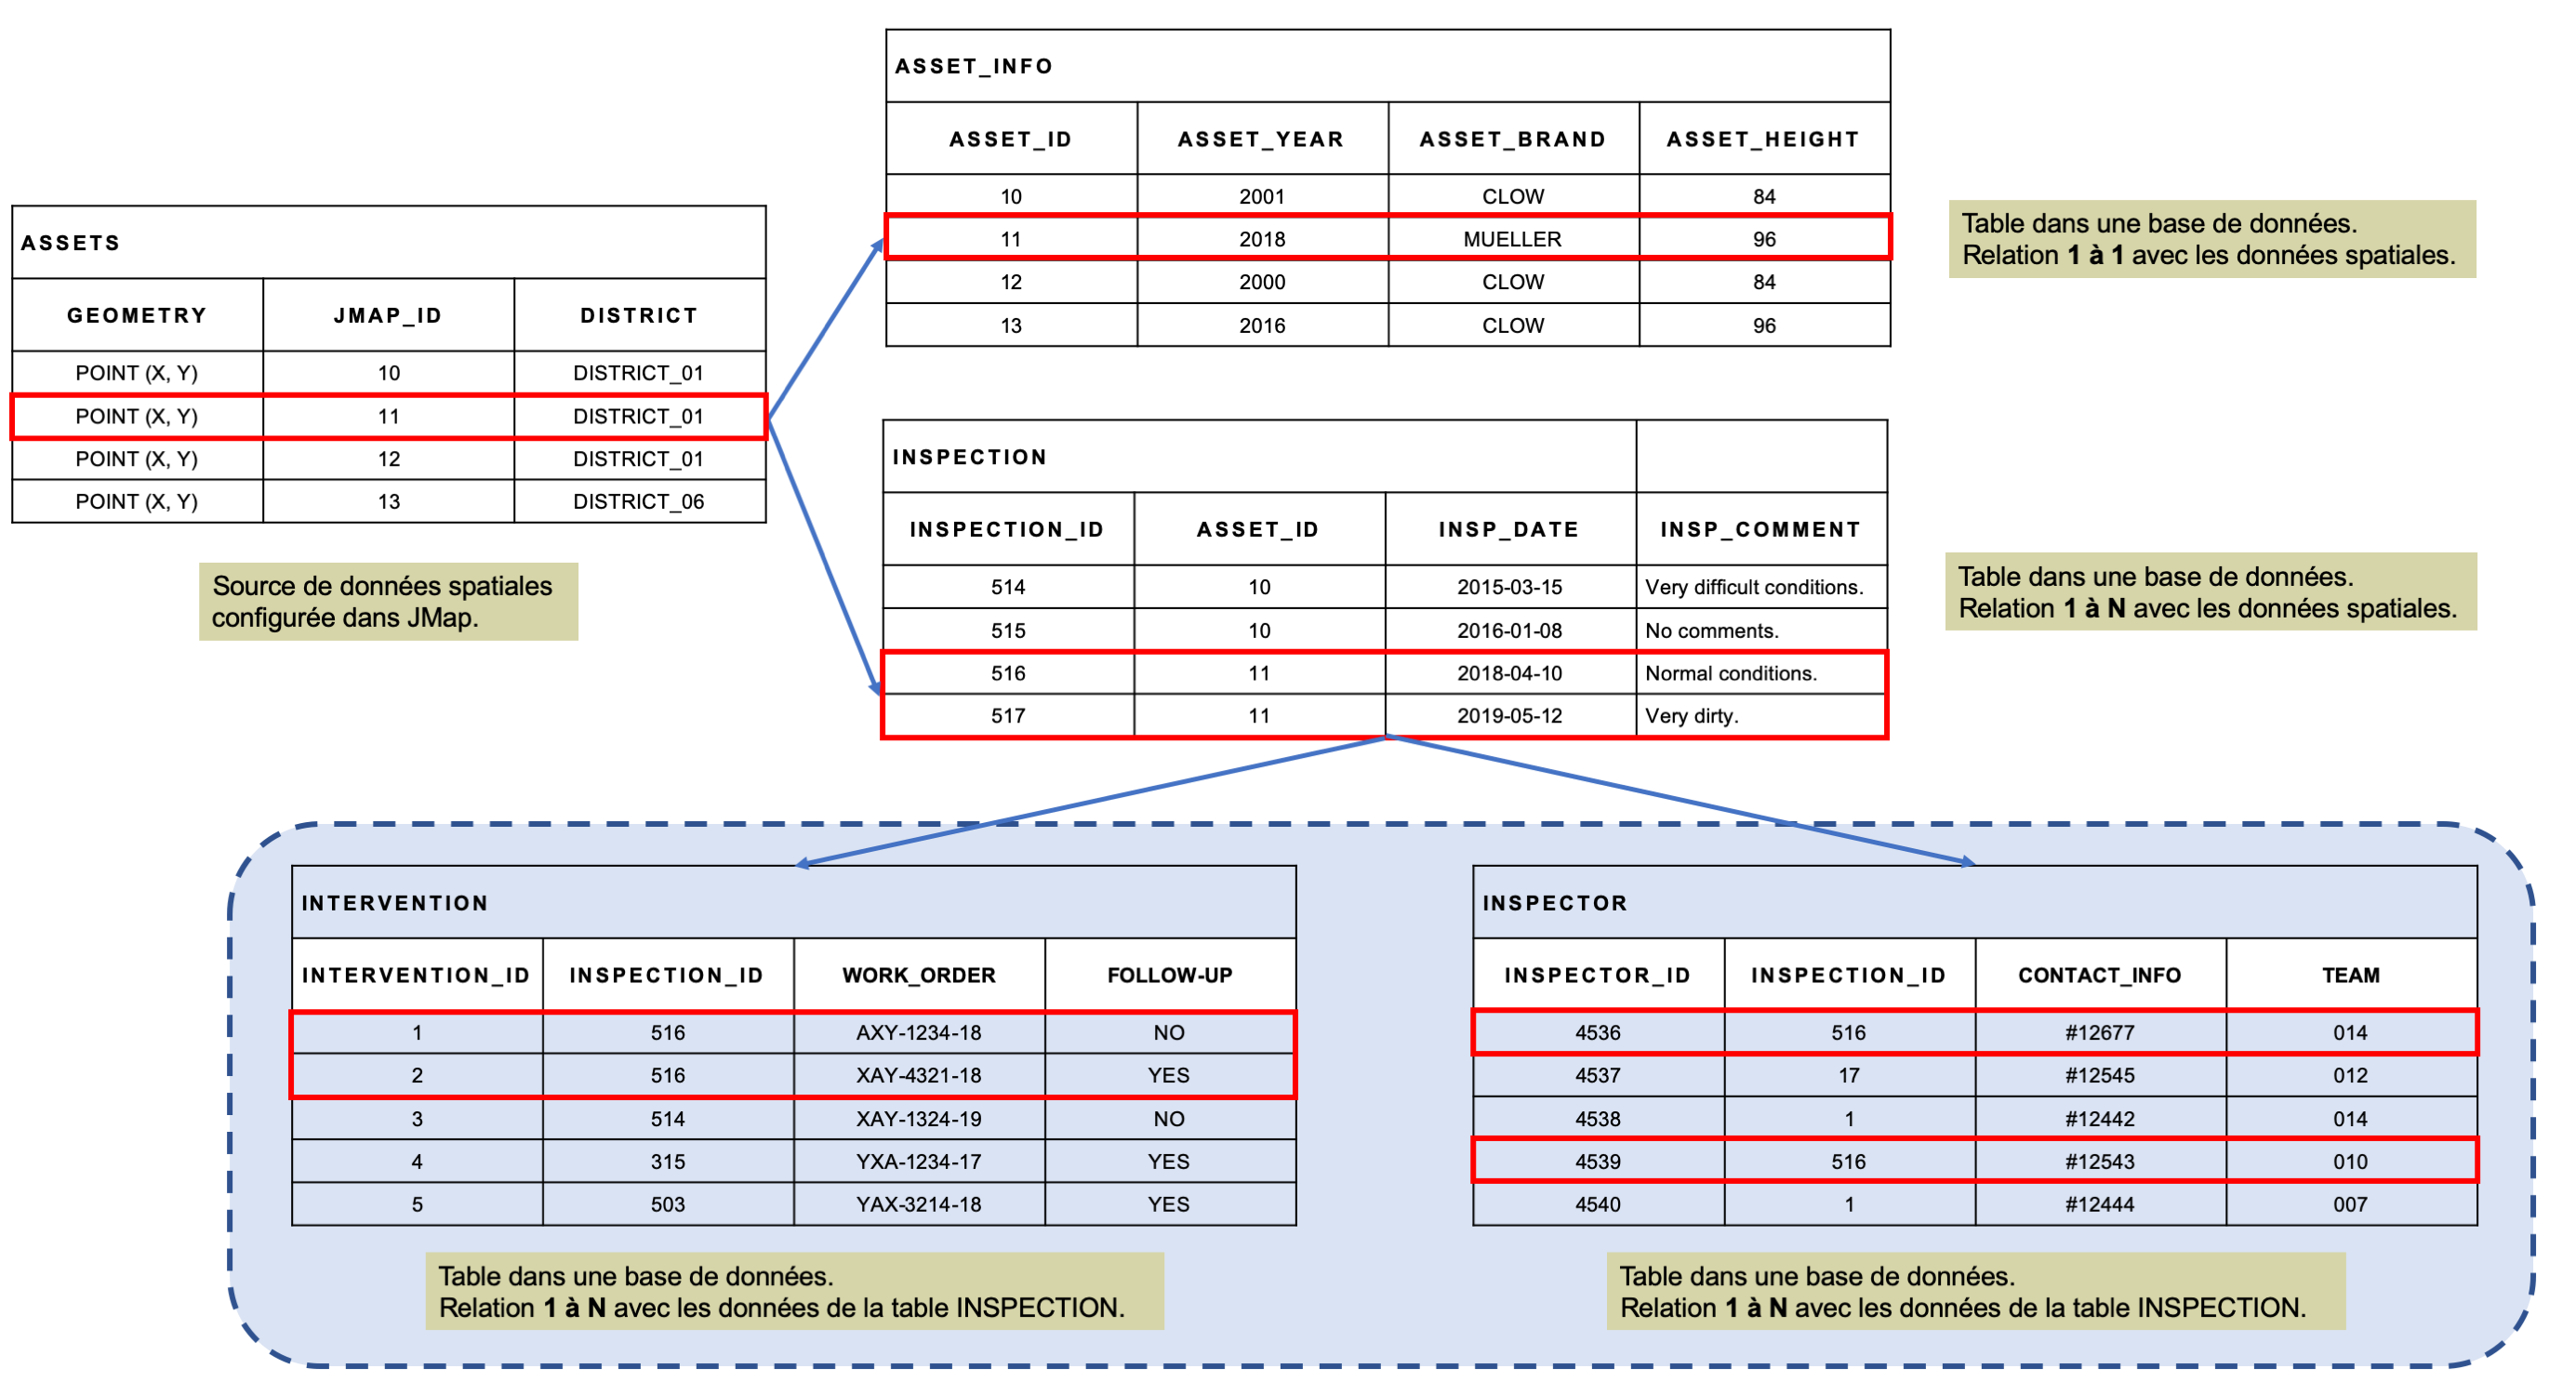 ASSET_INFO
ASSET_ID ASSET_YEAR ASSET_BRAND ASSET_HEIGHT
10 2001 CLOW 84
11 2018 MUELLER 96
12 2000 CLOW 84
13 2016 CLOW 96
Table dans une base de données.
Relation 1 à 1 avec les données spatiales.
ASSETS
GEOMETRY JMAP_ID DISTRICT
POINT (X, Y) 10 DISTRICT_01
POINT (X, Y) 11 DISTRICT_01
POINT (X, Y) 12 DISTRICT_01
POINT (X, Y) 13 DISTRICT_06
Source de données spatiales
configurée dans JMap.
INSPECTION
INSPECTION_ID ASSET_ID INSP_DATE INSP_COMMENT
514 10 2015-03-15 Very difficult conditions.
515 10 2016-01-08 No comments.
516 11 2018-04-10 Normal conditions.
517 11 2019-05-12 Very dirty.
Table dans une base de données.
Relation 1 à N avec les données spatiales.
INTERVENTION
INTERVENTION_ID INSPECTION_ID WORK_ORDER FOLLOW-UP
1 516 AXY-1234-18 NO
2 516 XAY-4321-18 YES
3 514 XAY-1324-19 NO
4 315 YXA-1234-17 YES
5 503 YAX-3214-18 YES
Table dans une base de données.
Relation 1 à N avec les données de la table INSPECTION.
INSPECTOR
INSPECTOR_ID INSPECTION_ID CONTACT_INFO TEAM
4536 516 #12677 014
4537 17 #12545 012
4538 1 #12442 014
4539 516 #12543 010
4540 1 #12444 007
Table dans une base de données.
Relation 1 à N avec les données de la table INSPECTION.